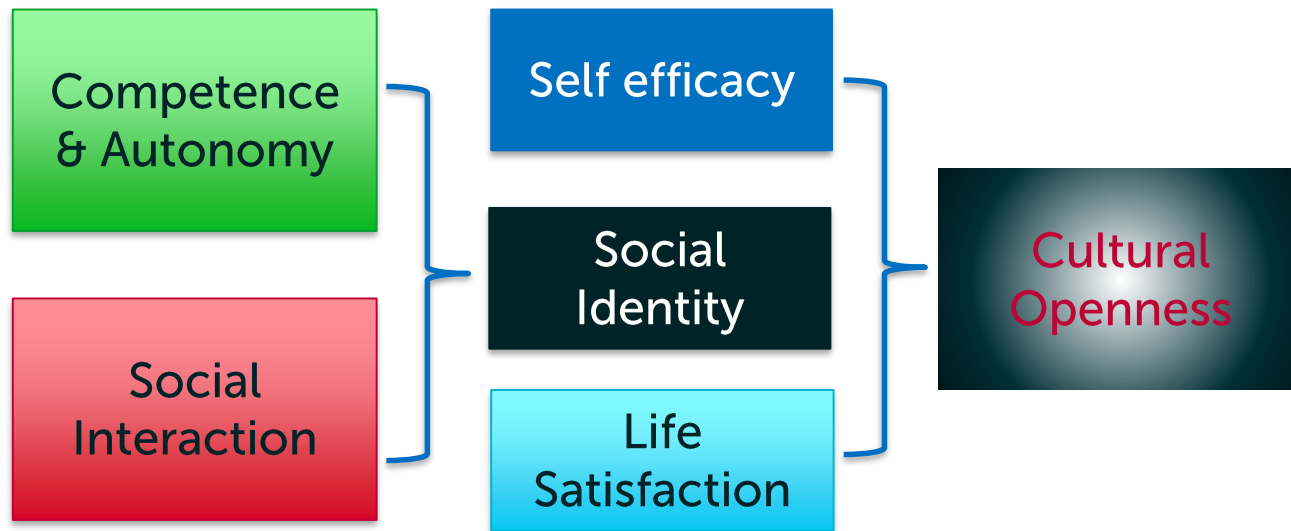 Competence
& Autonomy
Social
Interaction
Self efficacy
Social
Identity
Life
Satisfaction
Cultural
Openness